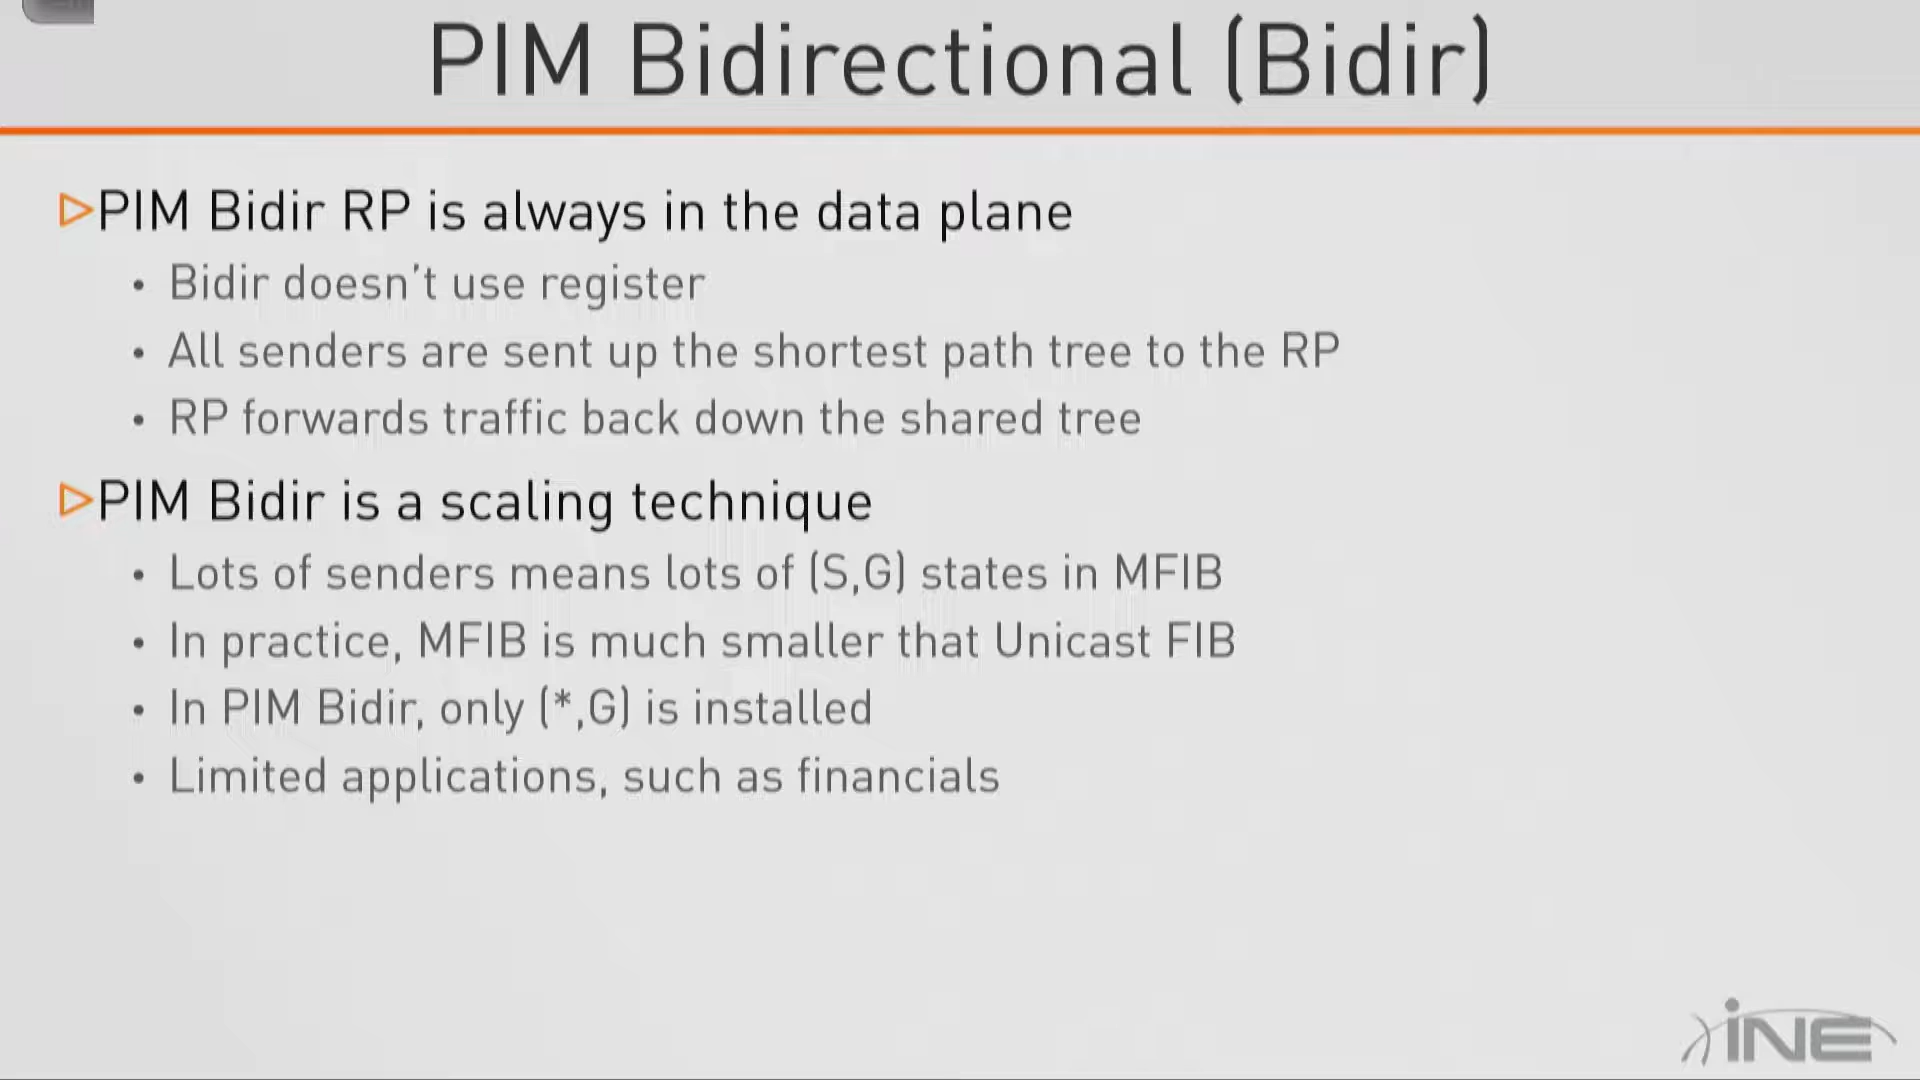 PIM Bidirectional (Bidir)
PIM Bidir RP is always in the data plane
• Bidir doesn't use register
• All senders are sent up the shortest path tree to the RP
• RP forwards traffic back down the shared tree
PIM Bidir is a scaling technique
• Lots of senders means lots of (S,G) states in MFIB
• In practice, MFIB is much smaller that Unicast FIB
• In PIM Bidir, only (*,G) is installed
• Limited applications, such as financials
iNE